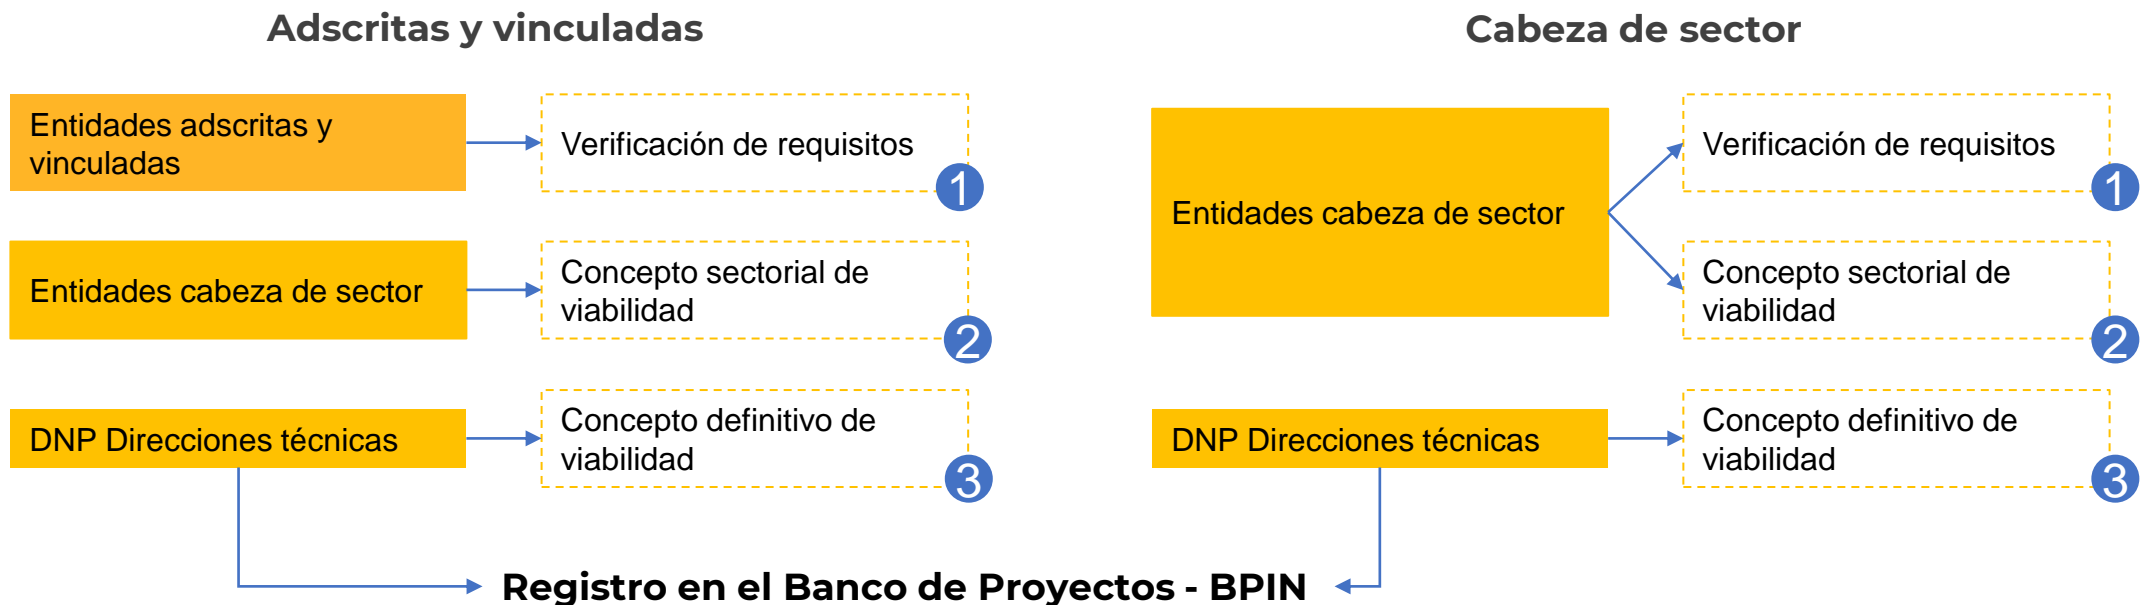 Adscritas y vinculadas
Entidades adscritas y
vinculadas
Verificación de requisitos
1
Entidades cabeza de sector
Concepto sectorial de
viabilidad
2
DNP Direcciones técnicas
Concepto definitivo de
viabilidad
3
Cabeza de sector
Entidades cabeza de sector
Verificación de requisitos
1
Concepto sectorial de
viabilidad
2
DNP Direcciones técnicas
Concepto definitivo de
viabilidad
3
Registro en el Banco de Proyectos - BPIN